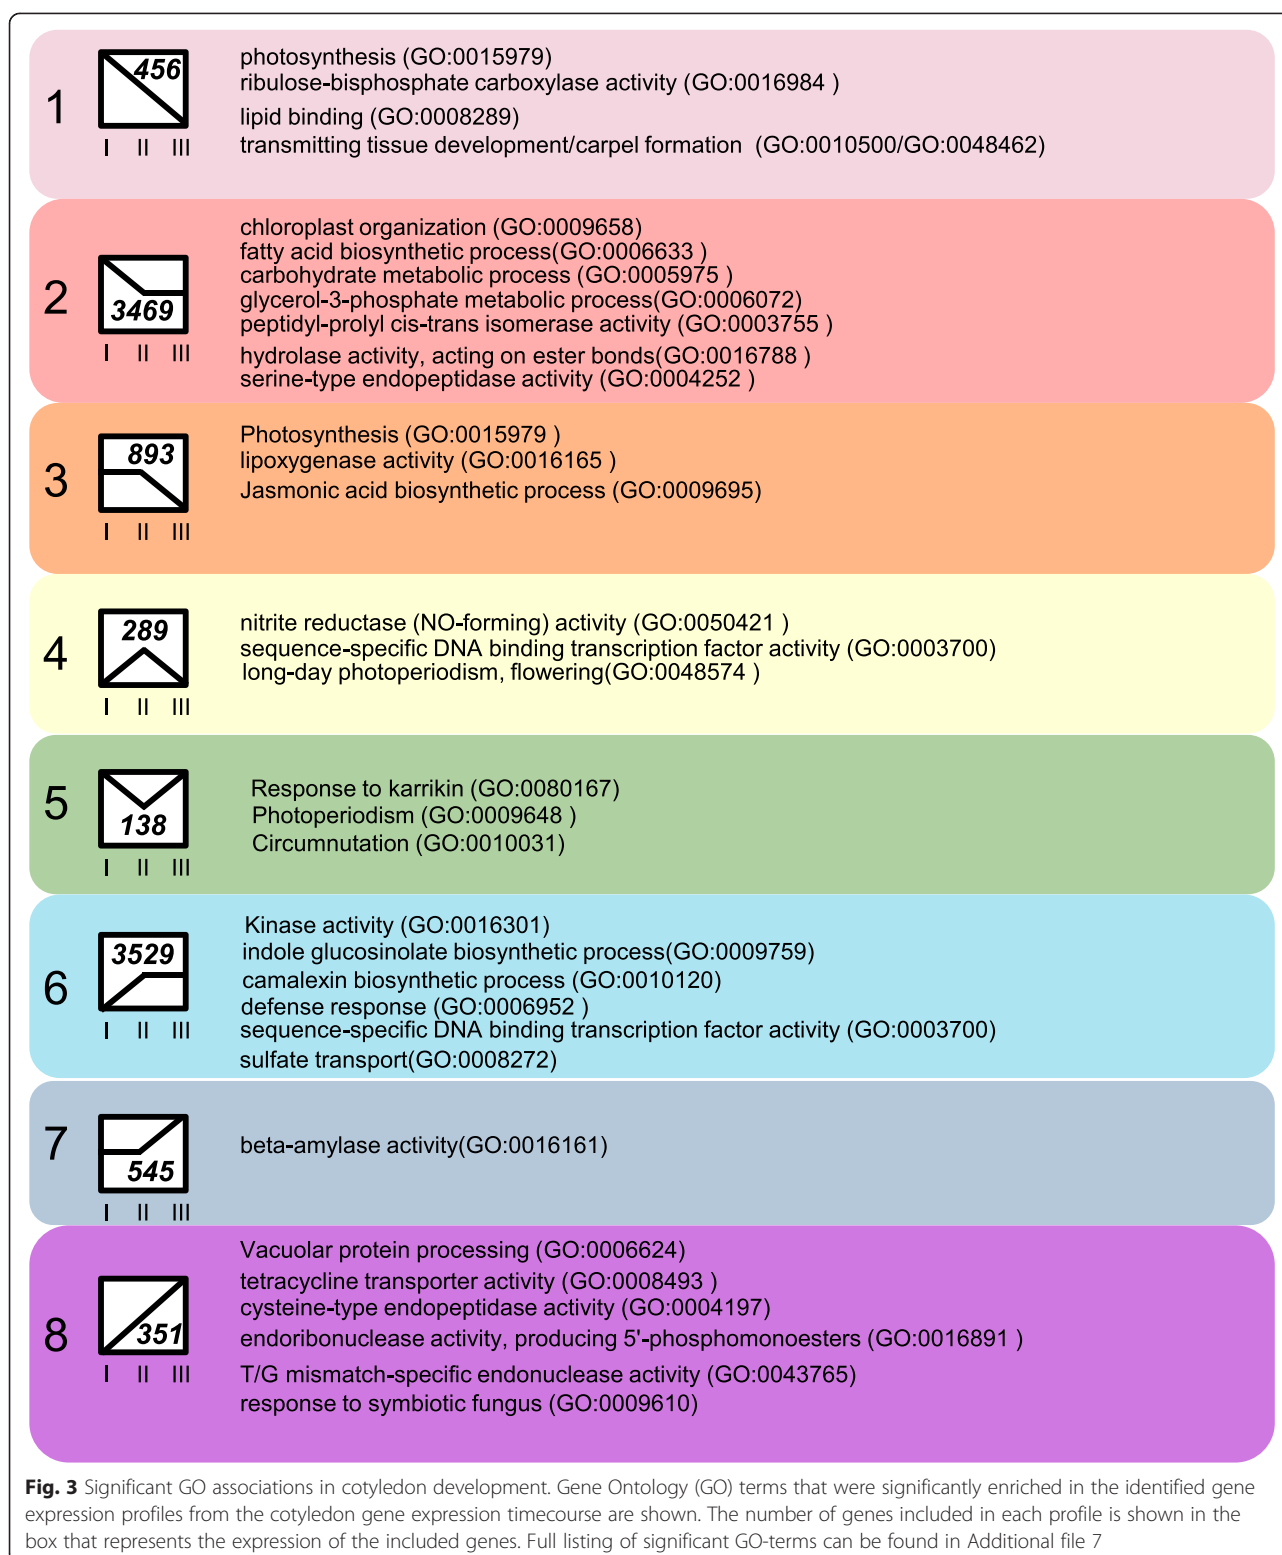 1
456
I II III
photosynthesis (GO:0015979)
ribulose-bisphosphate carboxylase activity (GO:0016984 )
lipid binding (GO:0008289)
transmitting tissue development/carpel formation (GO:0010500/GO:0048462)
2
3469
I II III
chloroplast organization (GO:0009658)
fatty acid biosynthetic process(GO:0006633 )
carbohydrate metabolic process (GO:0005975 )
glycerol-3-phosphate metabolic process(GO:0006072)
peptidyl-prolyl cis-trans isomerase activity (GO:0003755 )
hydrolase activity, acting on ester bonds(GO:0016788 )
serine-type endopeptidase activity (GO:0004252 )
3
893
I II III
Photosynthesis (GO:0015979 )
lipoxygenase activity (GO:0016165 )
Jasmonic acid biosynthetic process (GO:0009695)
4
289
I II III
nitrite reductase (NO-forming) activity (GO:0050421 )
sequence-specific DNA binding transcription factor activity (GO:0003700)
long-day photoperiodism, flowering(GO:0048574 )
5
138
I II III
Response to karrikin (GO:0080167)
Photoperiodism (GO:0009648 )
Circumnutation (GO:0010031)
6
3529
I II III
Kinase activity (GO:0016301)
indole glucosinolate biosynthetic process(GO:0009759)
camalexin biosynthetic process (GO:0010120)
defense response (GO:0006952 )
sequence-specific DNA binding transcription factor activity (GO:0003700)
sulfate transport(GO:0008272)
7
545
I II III
beta-amylase activity(GO:0016161)
8
351
I II III
Vacuolar protein processing (GO:0006624)
tetracycline transporter activity (GO:0008493 )
cysteine-type endopeptidase activity (GO:0004197)
endoribonuclease activity, producing 5'-phosphomonoesters (GO:0016891 )
T/G mismatch-specific endonuclease activity (GO:0043765)
response to symbiotic fungus (GO:0009610)
Fig. 3 Significant GO associations in cotyledon development. Gene Ontology (GO) terms that were significantly enriched in the identified gene
expression profiles from the cotyledon gene expression timecourse are shown. The number of genes included in each profile is shown in the
box that represents the expression of the included genes. Full listing of significant GO-terms can be found in Additional file 7